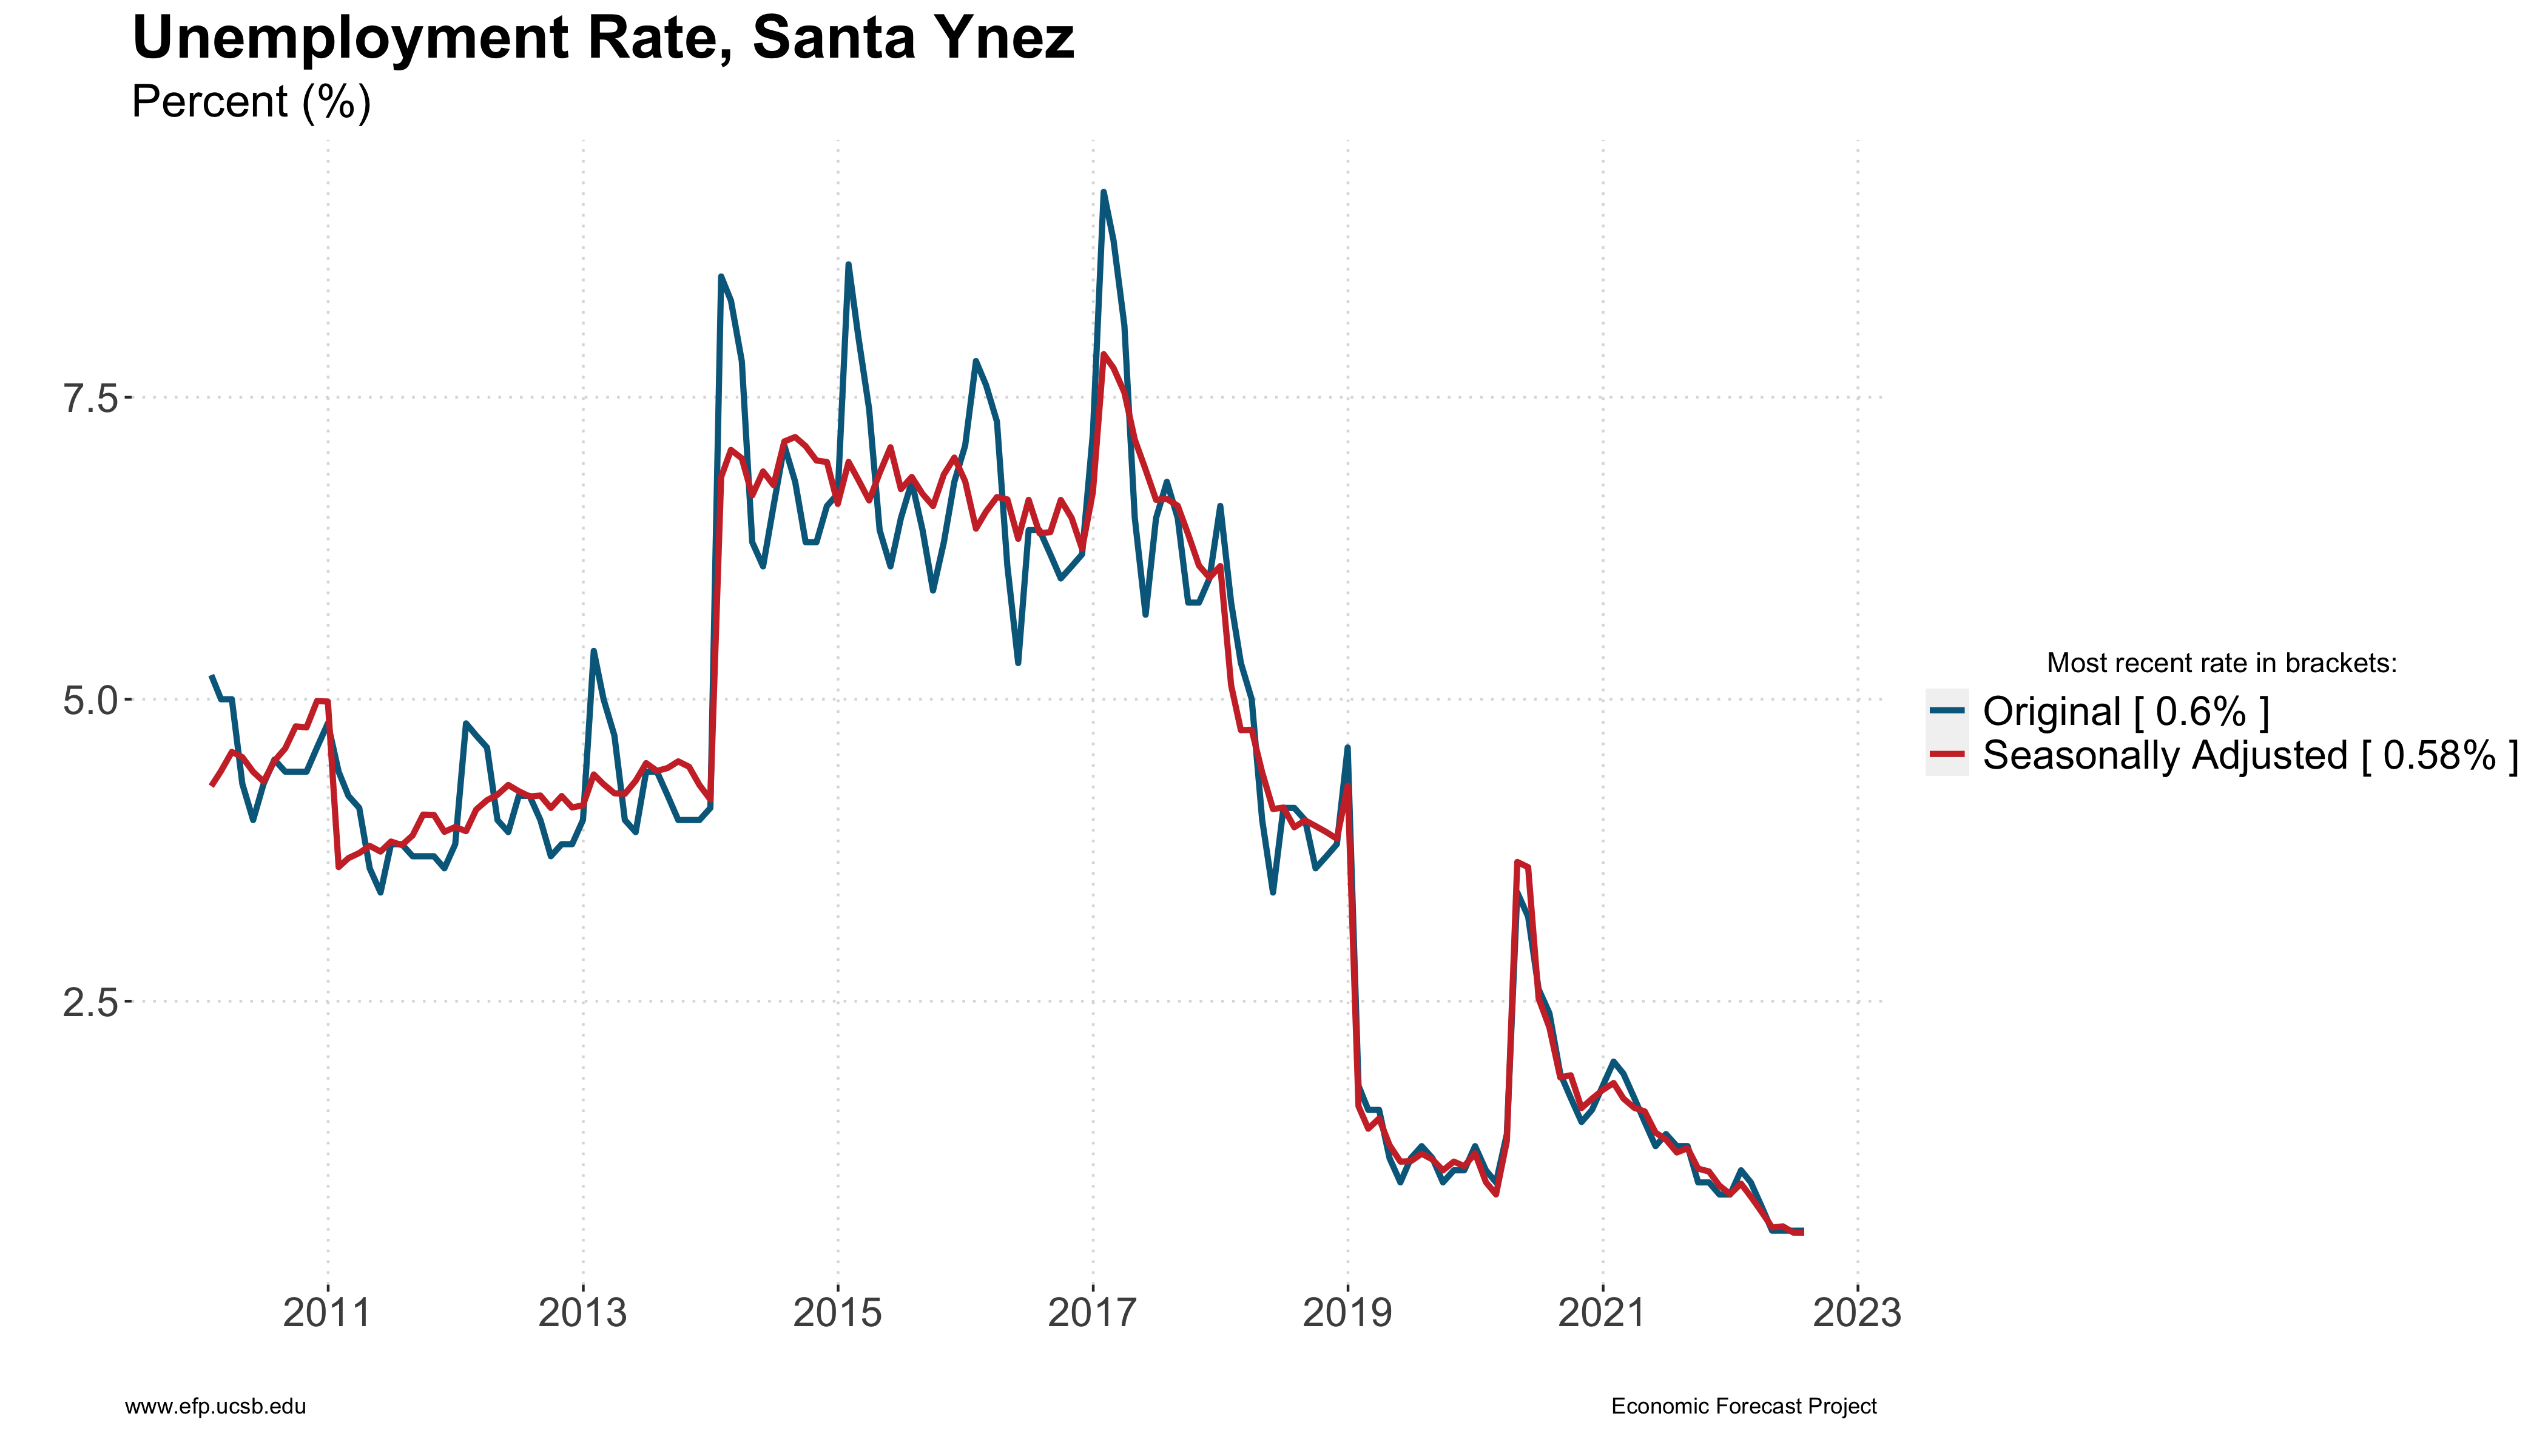 Unemployment Rate, Santa Ynez
Percent (%)
7.5
5.0
2.5
2011 2013 2015 2017 2019 2021 2023
Most recent rate in brackets:
Original [ 0.6% ]
Seasonally Adjusted [ 0.58% ]
www.efp.ucsb.edu
Economic Forecast Project